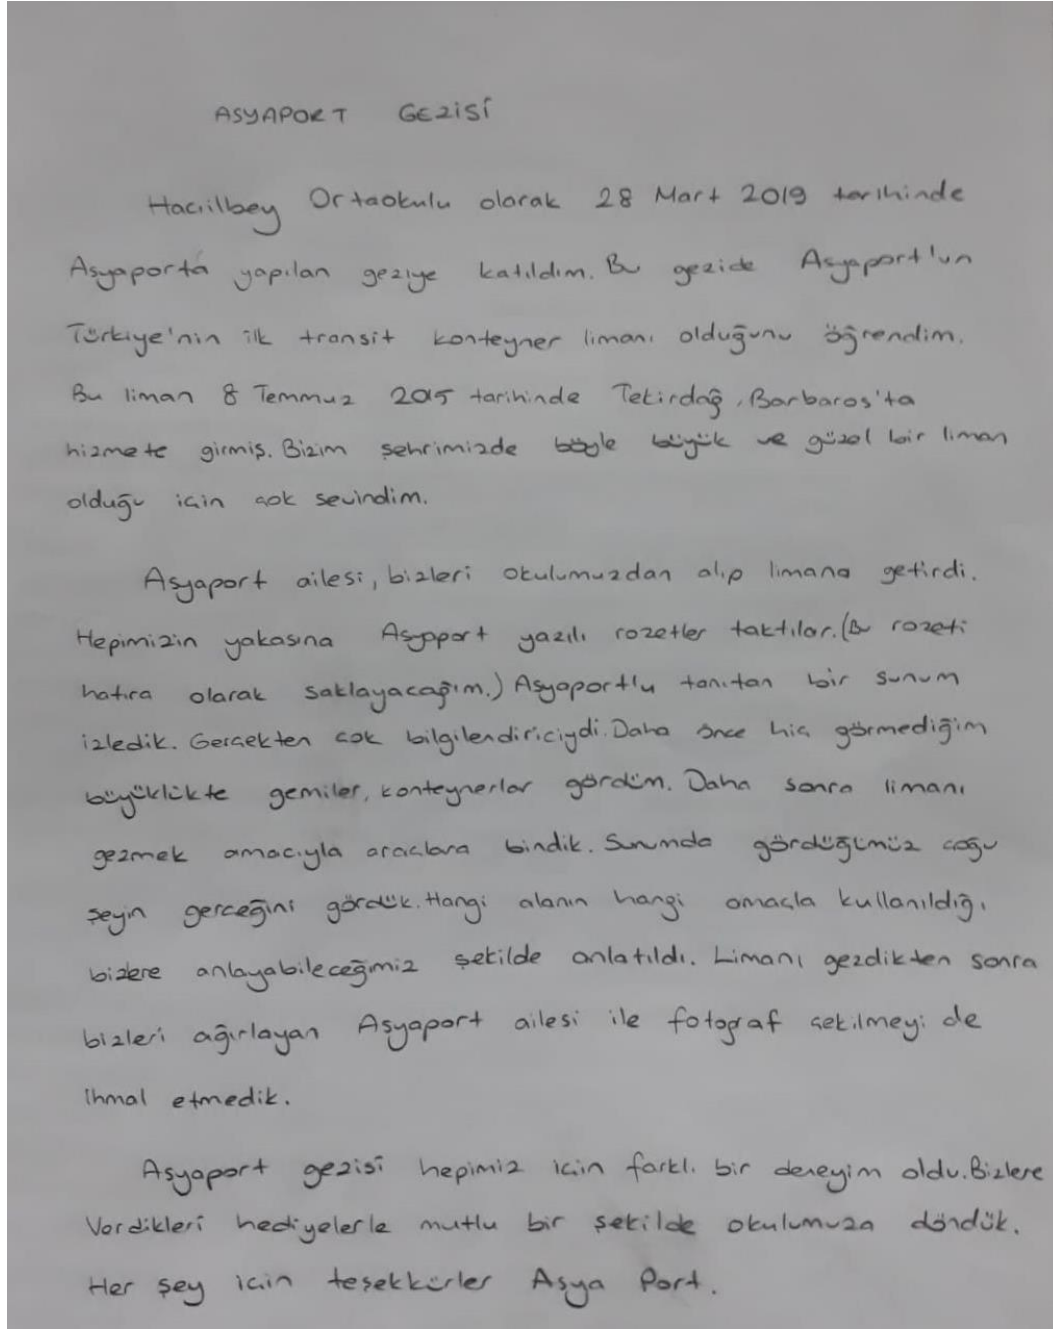 ASYAPORT GEZİSİ
Hacıilbey Ortaokulu olarak 28 Mart 2019 tarihinde
Asyaporta yapılan geziye katıldım. Bu gezide Asyaport'un
Türkiye'nin ilk transit konteyner limanı olduğunu öğrendim.
Bu liman 8 Temmuz 2015 tarihinde Tekirdağ, Barbaros'ta
hizmete girmiş. Bizim şehrimizde böyle büyük ve güzel bir liman
olduğu için çok sevindim.
Asyaport ailesi, bizleri okulumuzdan alıp limana getirdi.
Hepimizin yakasına Asyaport yazılı rozetler taktılar. (Bu rozeti
hatıra olarak saklayacağım.) Asyaport'u tanıtan bir sunum
izledik. Gerçekten çok bilgilendiriciydi. Daha önce hiç görmediğim
büyüklükte gemiler, konteynerlar gördüm. Daha sonra limanı
gezmek amacıyla araçlara bindik. Sunumda gördüğümüz çoğu
şeyin gerçeğini gördük. Hangi alanın hangi amaçla kullanıldığı
bizlere anlayabileceğimiz şekilde anlatıldı. Limanı gezdikten sonra
bizleri ağırlayan Asyaport ailesi ile fotograf çekilmeyi de
ihmal etmedik.
Asyaport gezisi hepimiz için farklı bir deneyim oldu. Bizlere
Verdikleri hediyelerle mutlu bir şekilde okulumuza döndük.
Her şey için teşekkürler Asya Port.